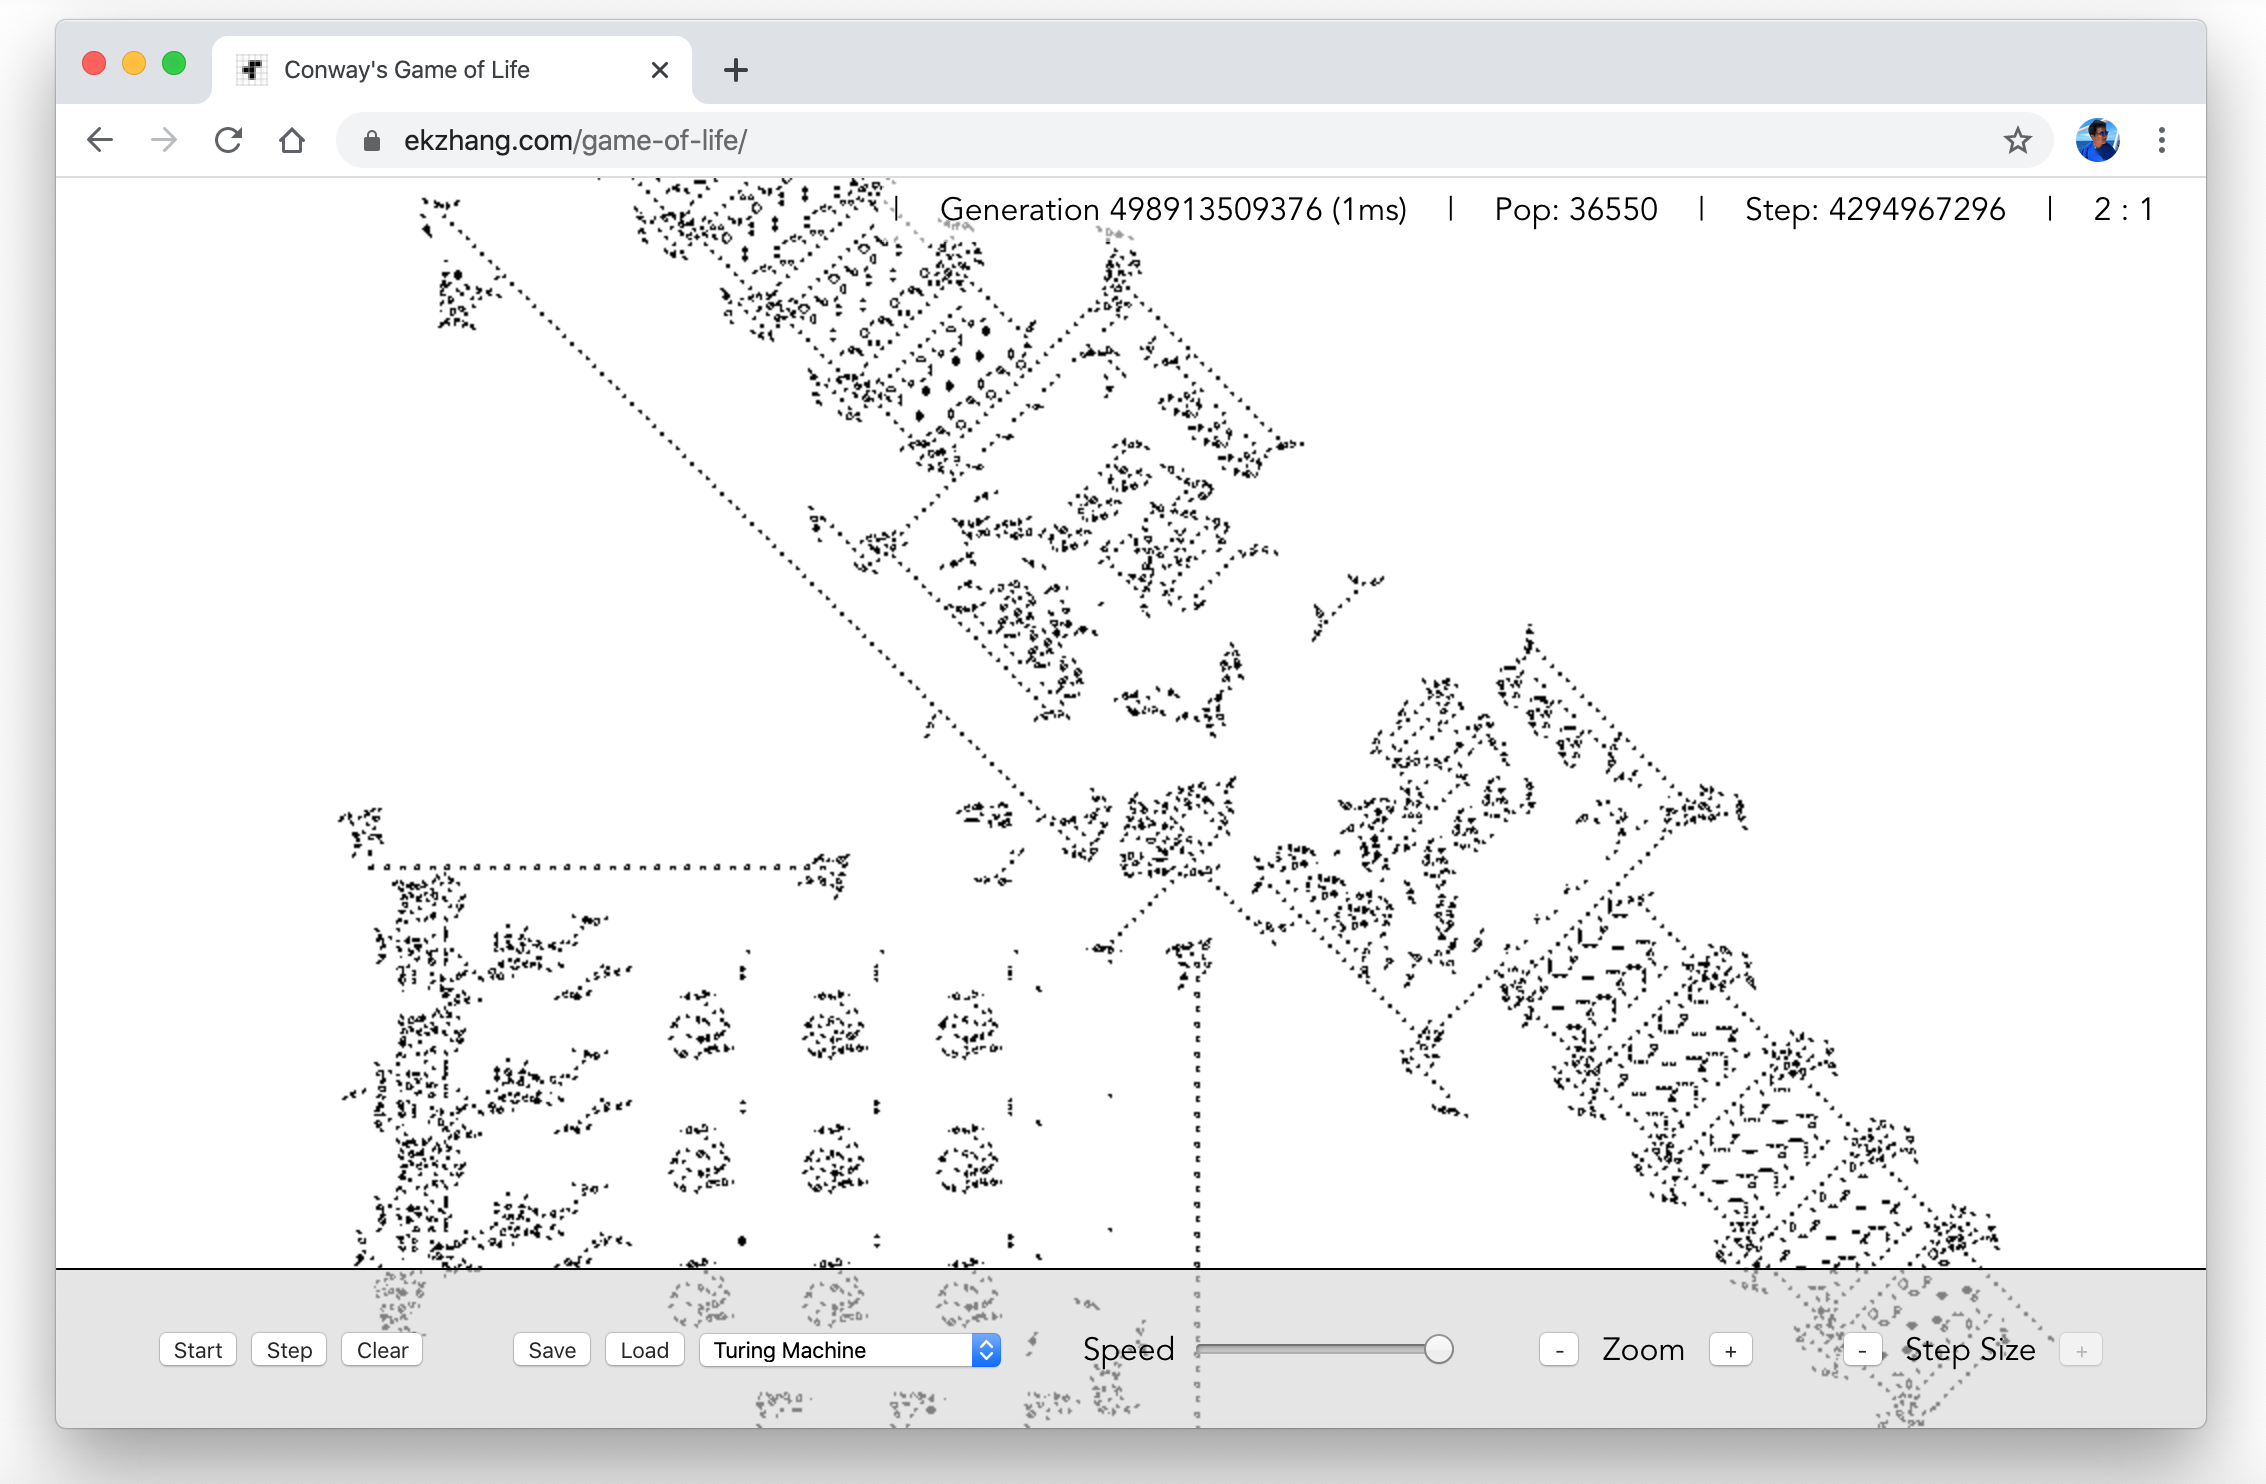 Conway's Game of Life
ekzhang.com/game-of-life/
| Generation 498913509376 (1ms) | Pop: 36550 | Step: 4294967296 | 2 : 1
Start Step Clear Save Load Turing Machine Speed - Zoom + - Step Size +